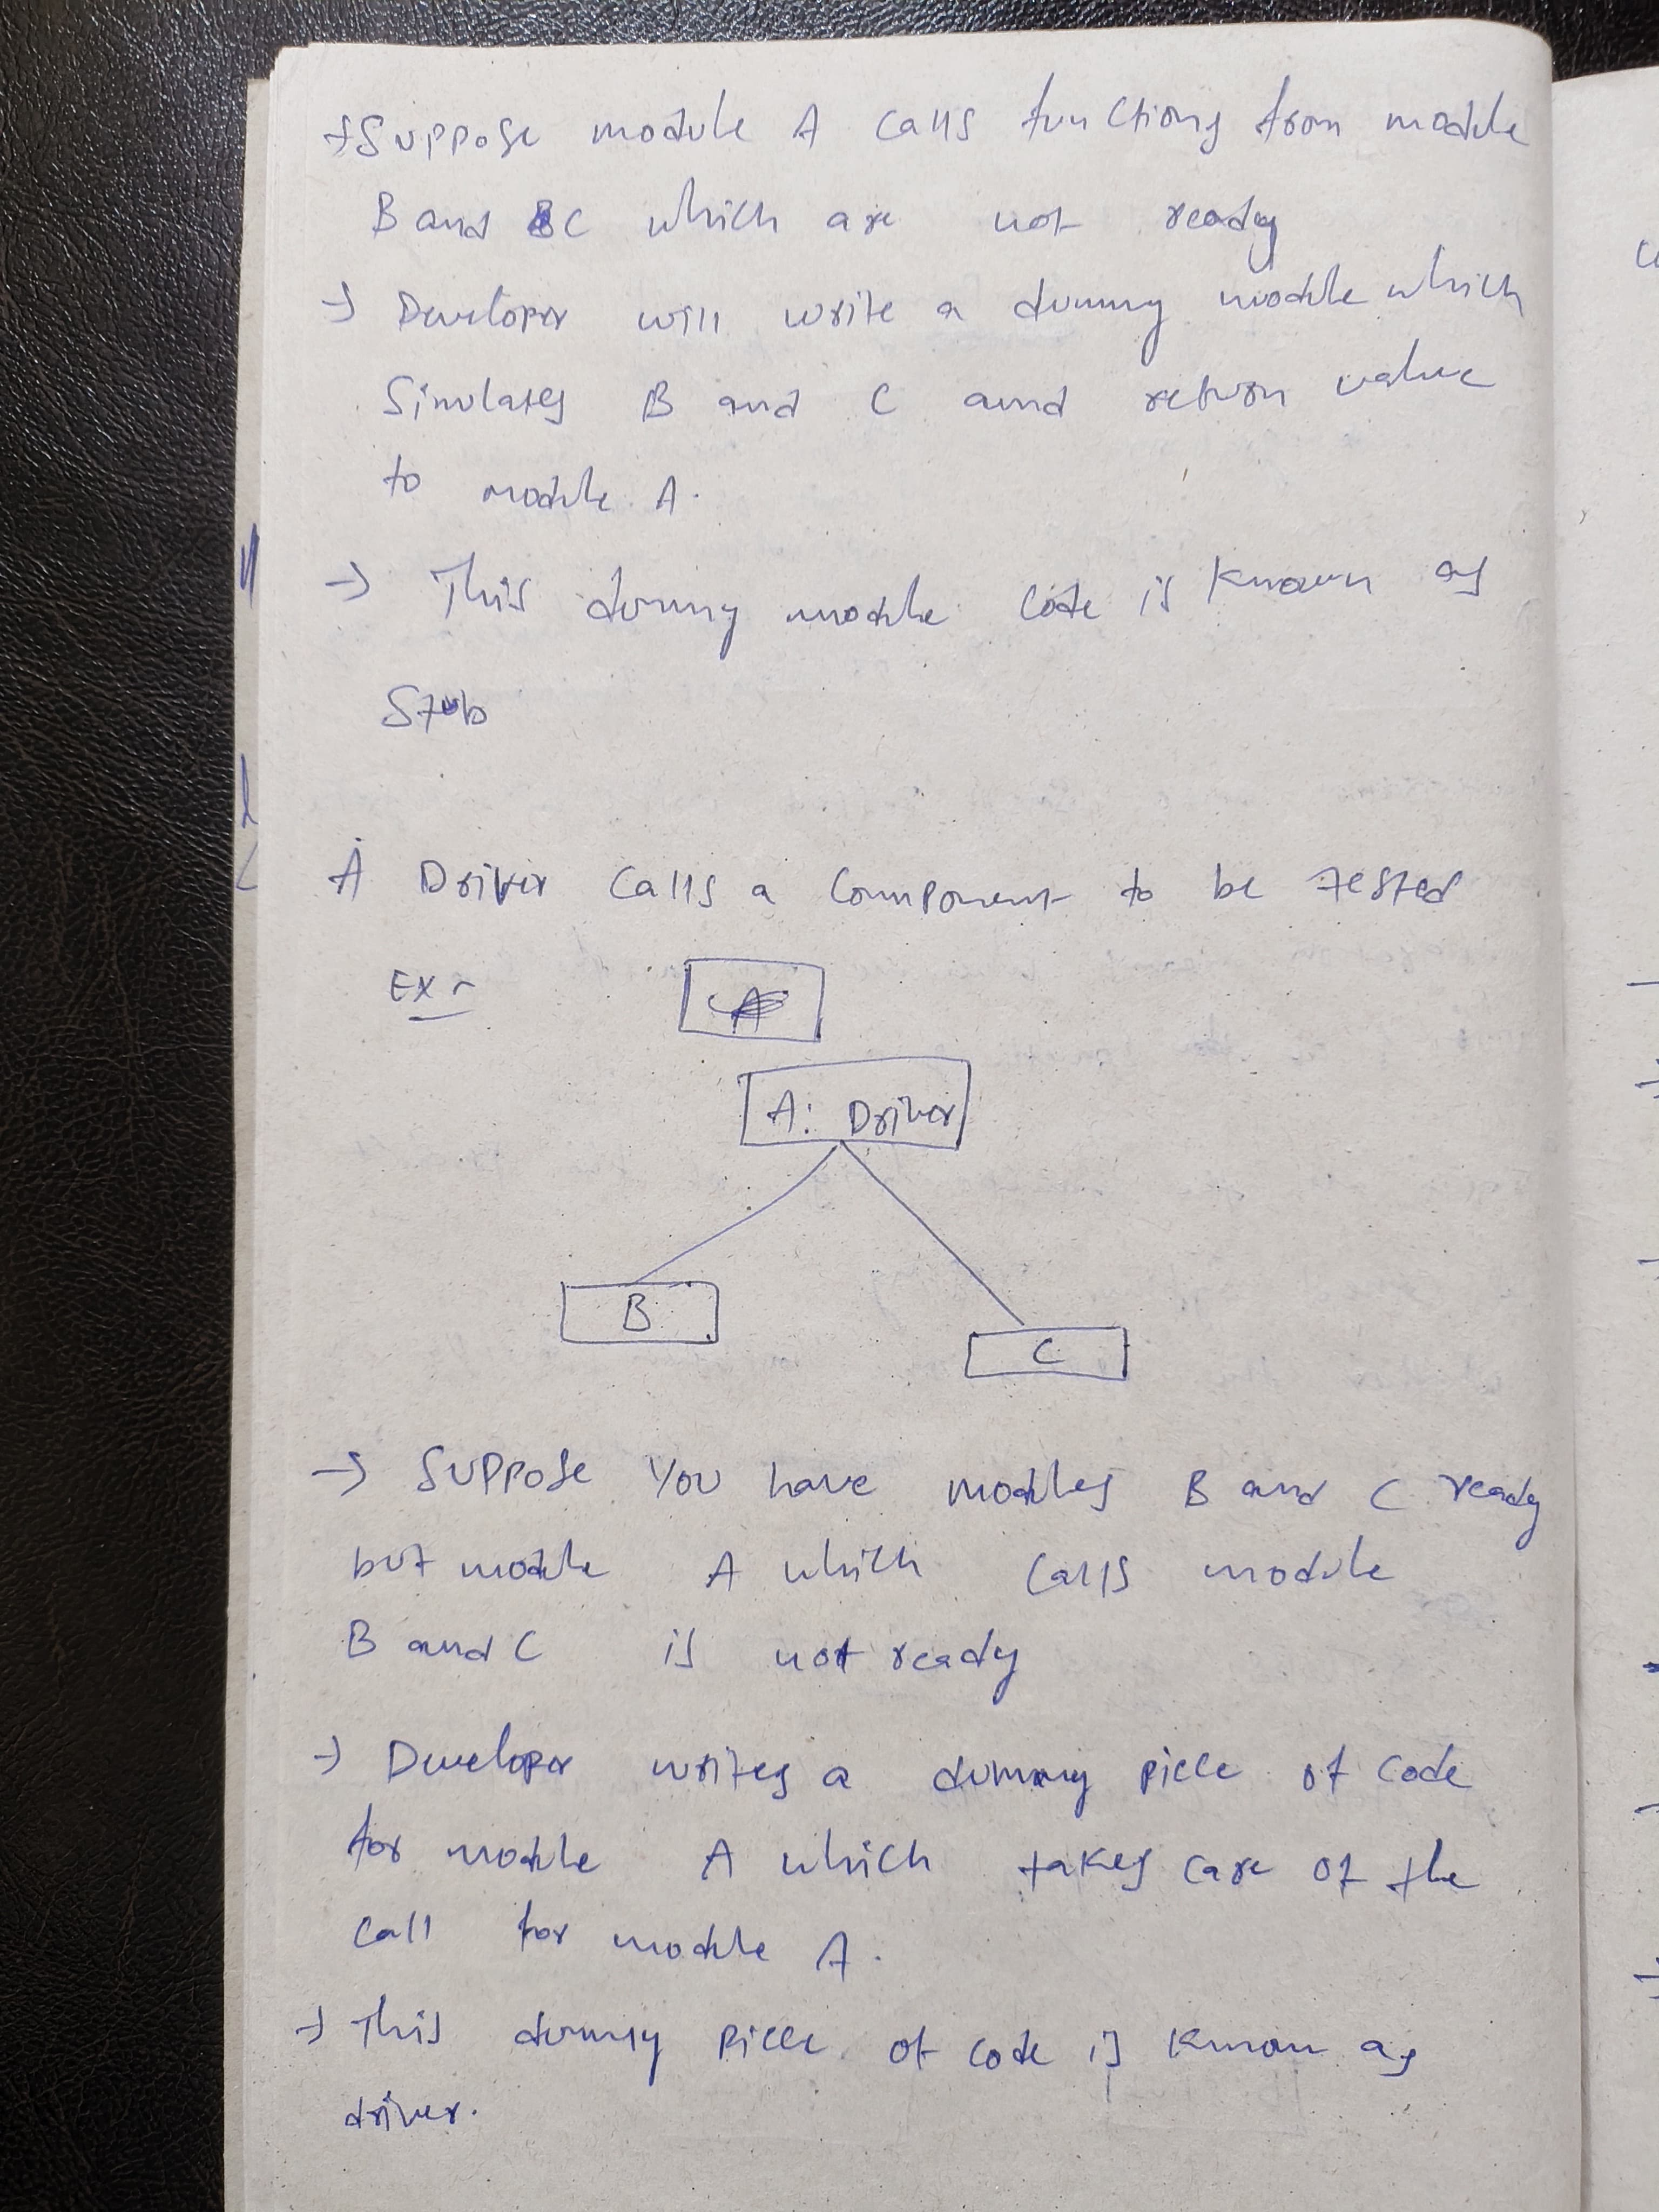 → Suppose module A calls functions from module
B and C which are not ready
→ Developer will write a dummy module which
Simulates B and C and return value
to module A.
→ This dummy module code is known as
Stub
A Driver calls a component to be tested
Ex -
A
A: Driver
B
C
→ Suppose You have modules B and C ready
but module A which calls module
B and C is not ready
→ Developer writes a dummy piece of code
for module A which takes care of the
call for module A.
→ This dummy piece of code is known as
driver.